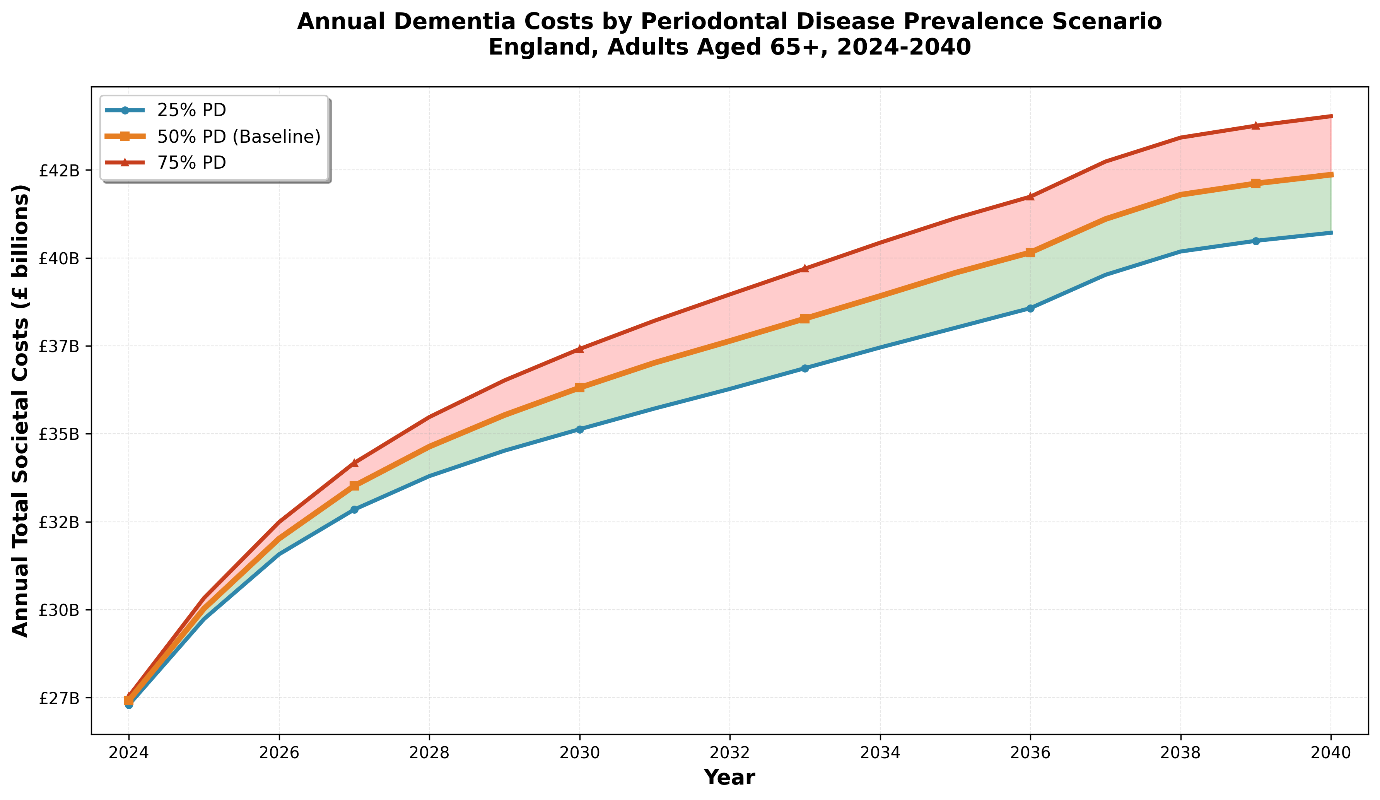 Annual Dementia Costs by Periodontal Disease Prevalence Scenario
England, Adults Aged 65+, 2024-2040
25% PD
50% PD (Baseline)
75% PD
Annual Total Societal Costs (£ billions)
£42B
£40B
£37B
£35B
£32B
£30B
£27B
2024 2026 2028 2030 2032 2034 2036 2038 2040
Year